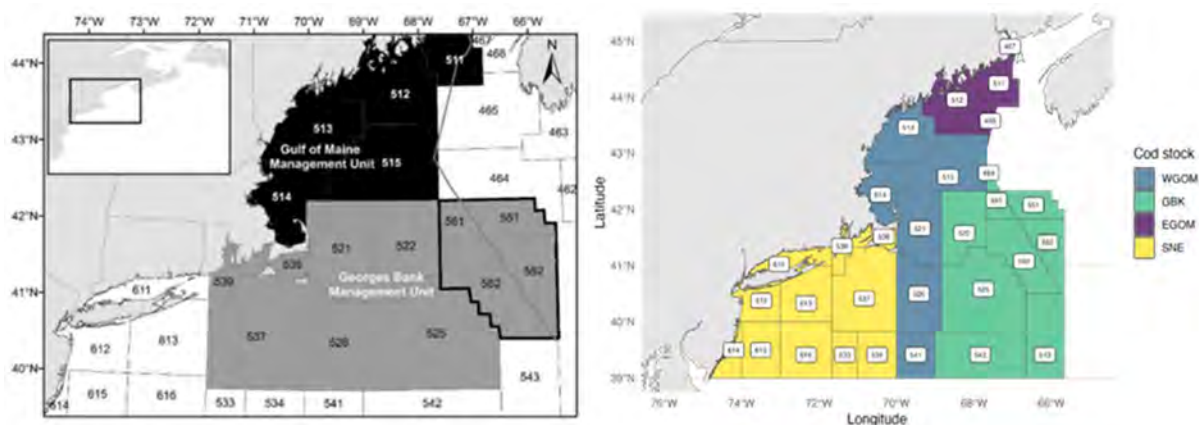 74°W 72°W 71°W 70°W 69°W 68°W 67°W 66°W
44°N
43°N
42°N
41°N
40°N
N
467
468
511
512
465
513
463
Gulf of Maine
Management Unit
515
464
514
561
551
521
522
552
539
Georges Bank
Management Unit
562
611
612
613
537
526
525
543
615
616
614
533
534
541
542
45°N
44°N
43°N
42°N
41°N
40°N
39°N
Latitude
467
511
512
513
465
464
515
514
521
522
561
551
552
562
538
539
611
612
613
537
526
525
614
615
616
533
534
541
542
543
76°W 74°W 72°W 70°W 68°W 66°W
Longitude
Cod stock
WGOM
GBK
EGOM
SNE